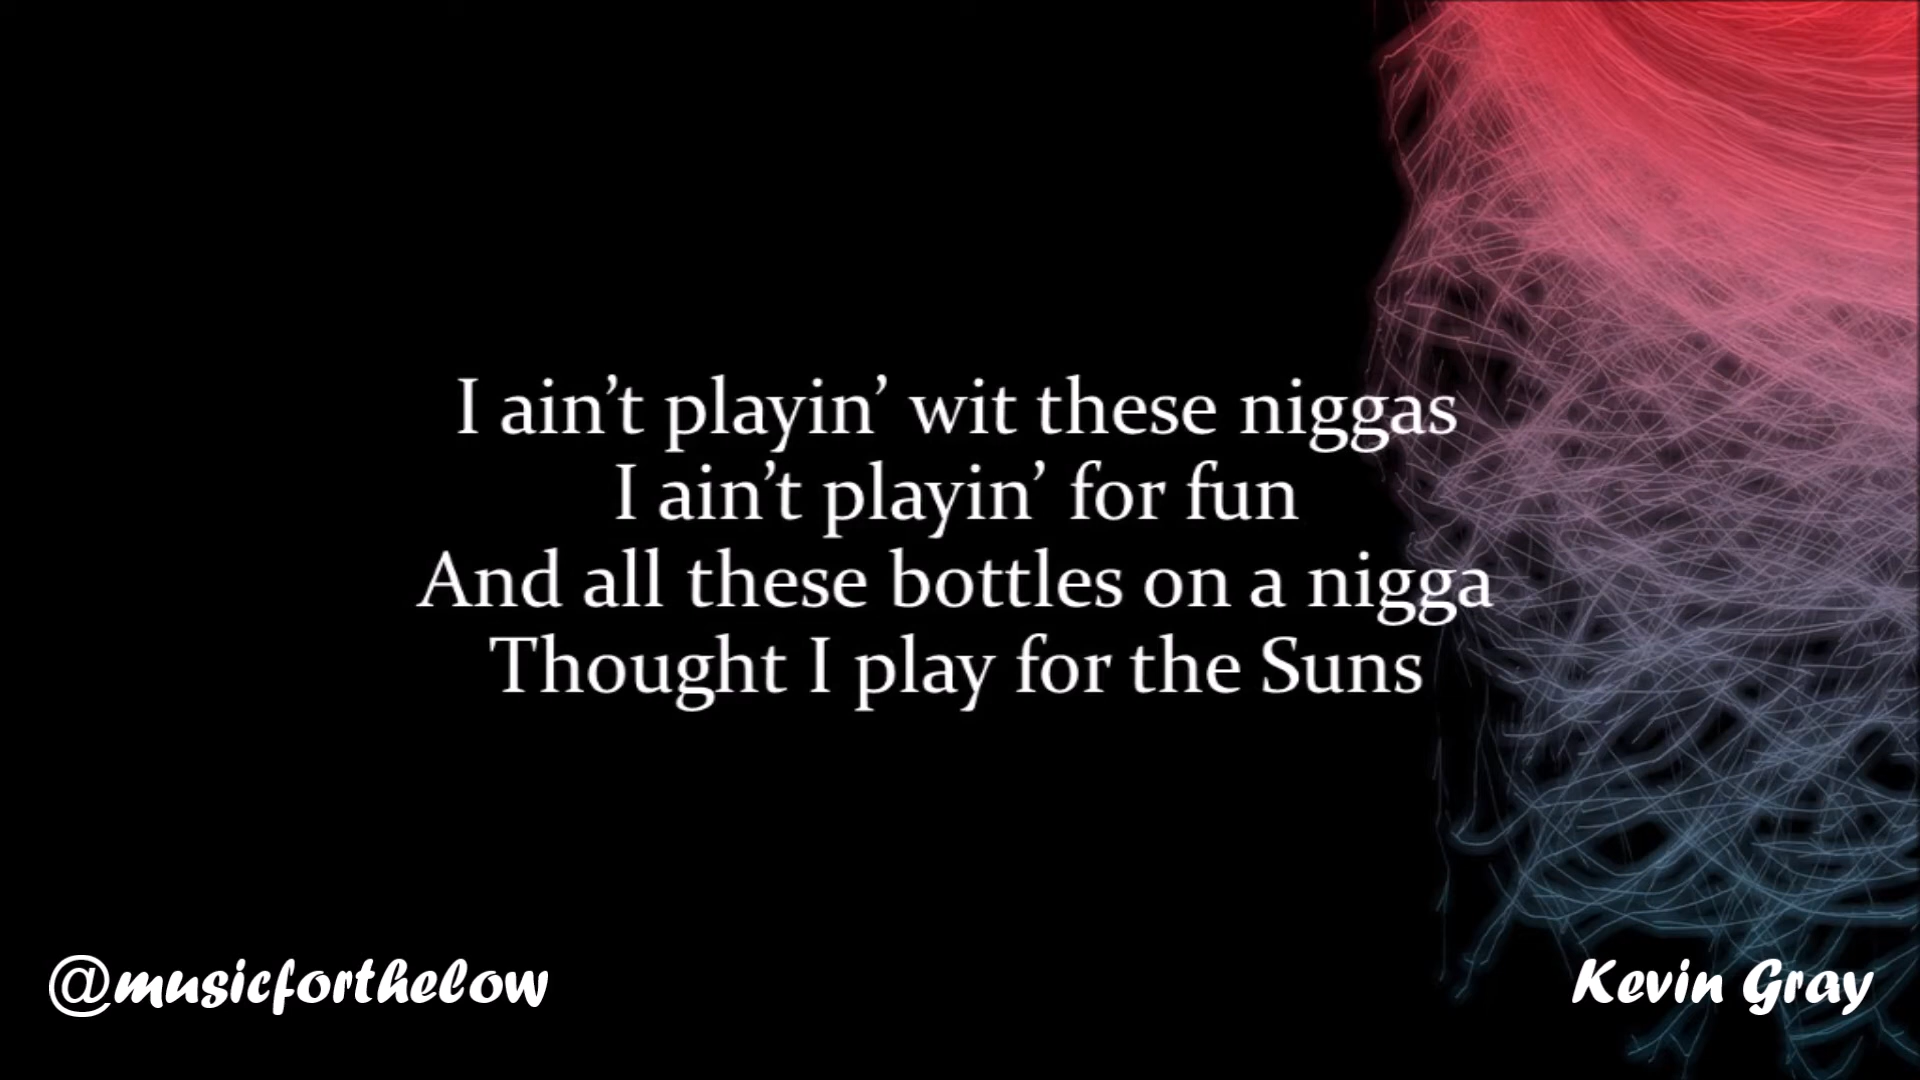 I ain’t playin’ wit these niggas
I ain’t playin’ for fun
And all these bottles on a nigga
Thought I play for the Suns
@musicforthelow
Kevin Gray